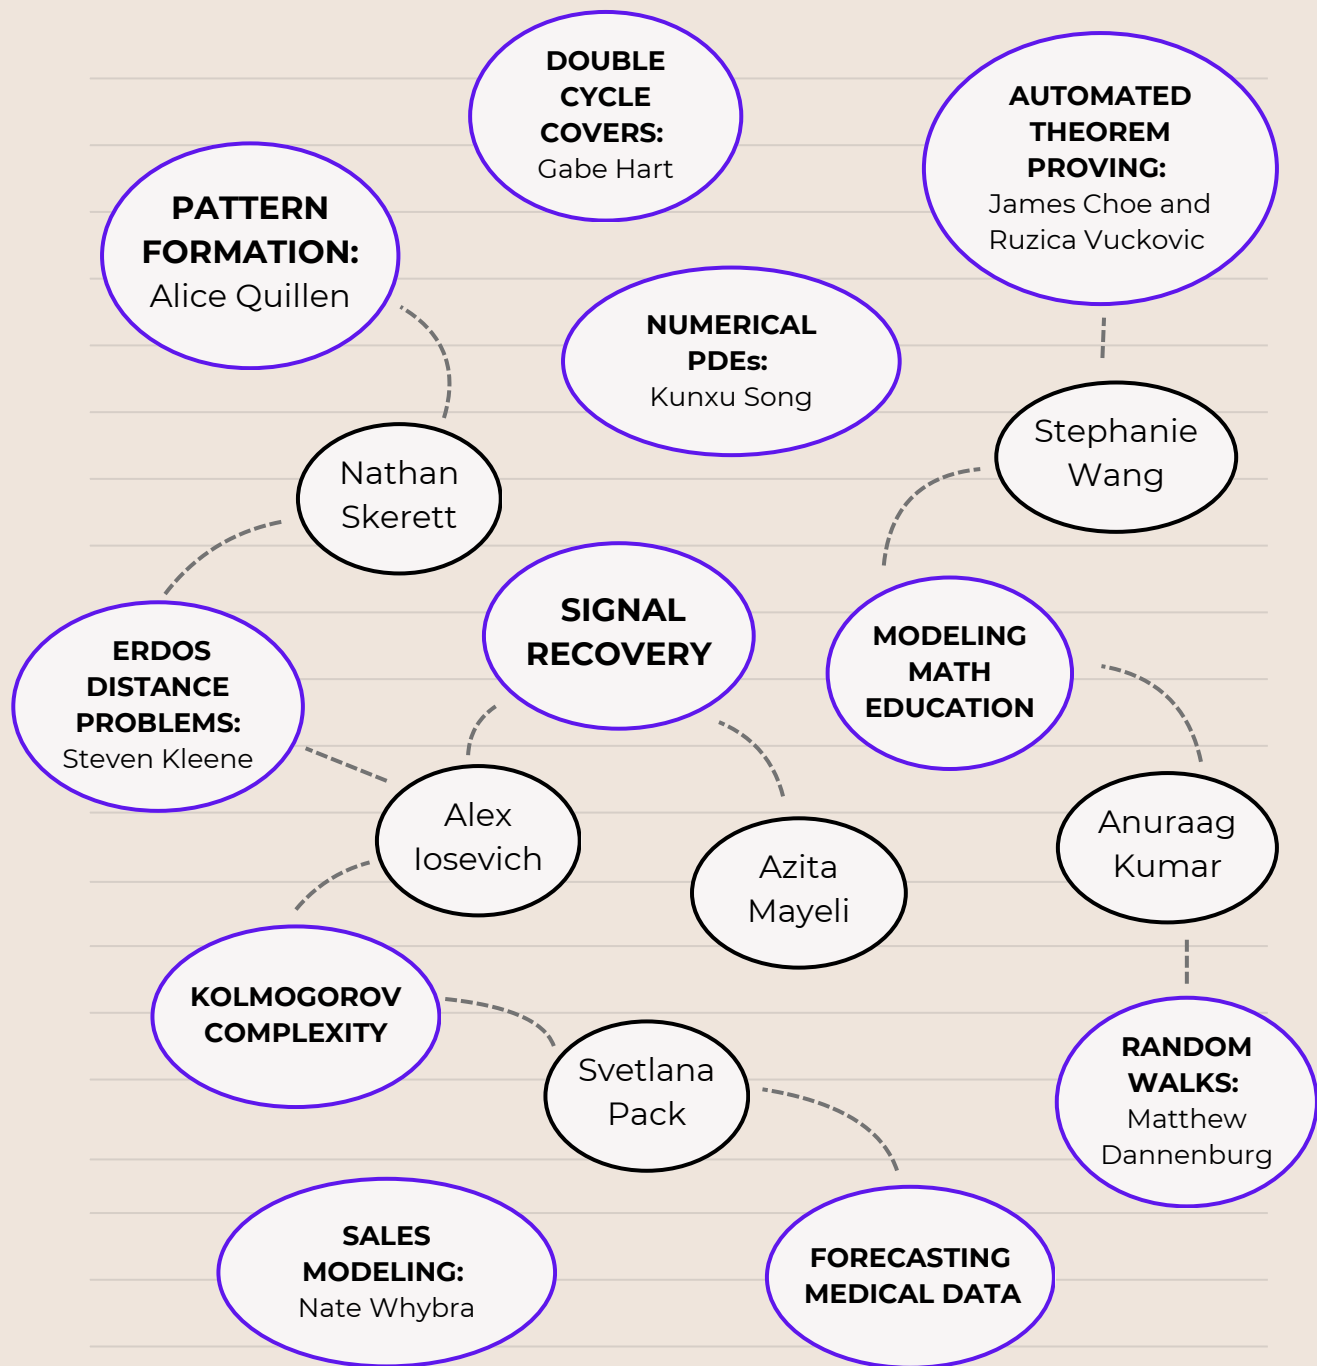 DOUBLE
CYCLE
COVERS:
Gabe Hart
AUTOMATED
THEOREM
PROVING:
James Choe and
Ruzica Vuckovic
PATTERN
FORMATION:
Alice Quillen
NUMERICAL
PDEs:
Kunxu Song
Stephanie
Wang
Nathan
Skerett
SIGNAL
RECOVERY
MODELING
MATH
EDUCATION
ERDOS
DISTANCE
PROBLEMS:
Steven Kleene
Alex
Iosevich
Azita
Mayeli
Anuraag
Kumar
KOLMOGOROV
COMPLEXITY
Svetlana
Pack
RANDOM
WALKS:
Matthew
Dannenburg
SALES
MODELING:
Nate Whybra
FORECASTING
MEDICAL DATA